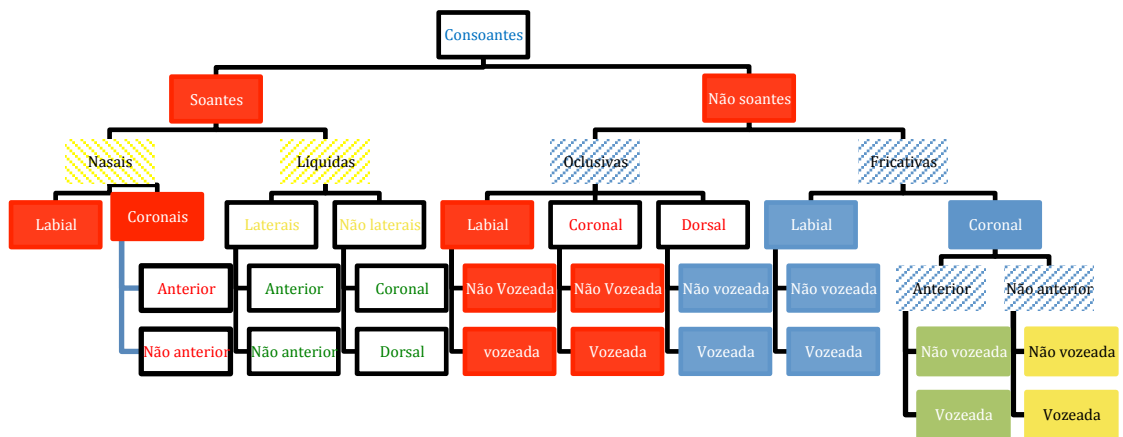 Consoantes
Soantes
Não soantes
Nasais
Líquidas
Oclusivas
Fricativas
Labial
Coronais
Laterais
Não laterais
Labial
Coronal
Dorsal
Labial
Coronal
Anterior
Anterior
Coronal
Não Vozeada
Não Vozeada
Não vozeada
Não vozeada
Anterior
Não anterior
Não anterior
Não anterior
Dorsal
vozeada
Vozeada
Vozeada
Vozeada
Não vozeada
Não vozeada
Vozeada
Vozeada